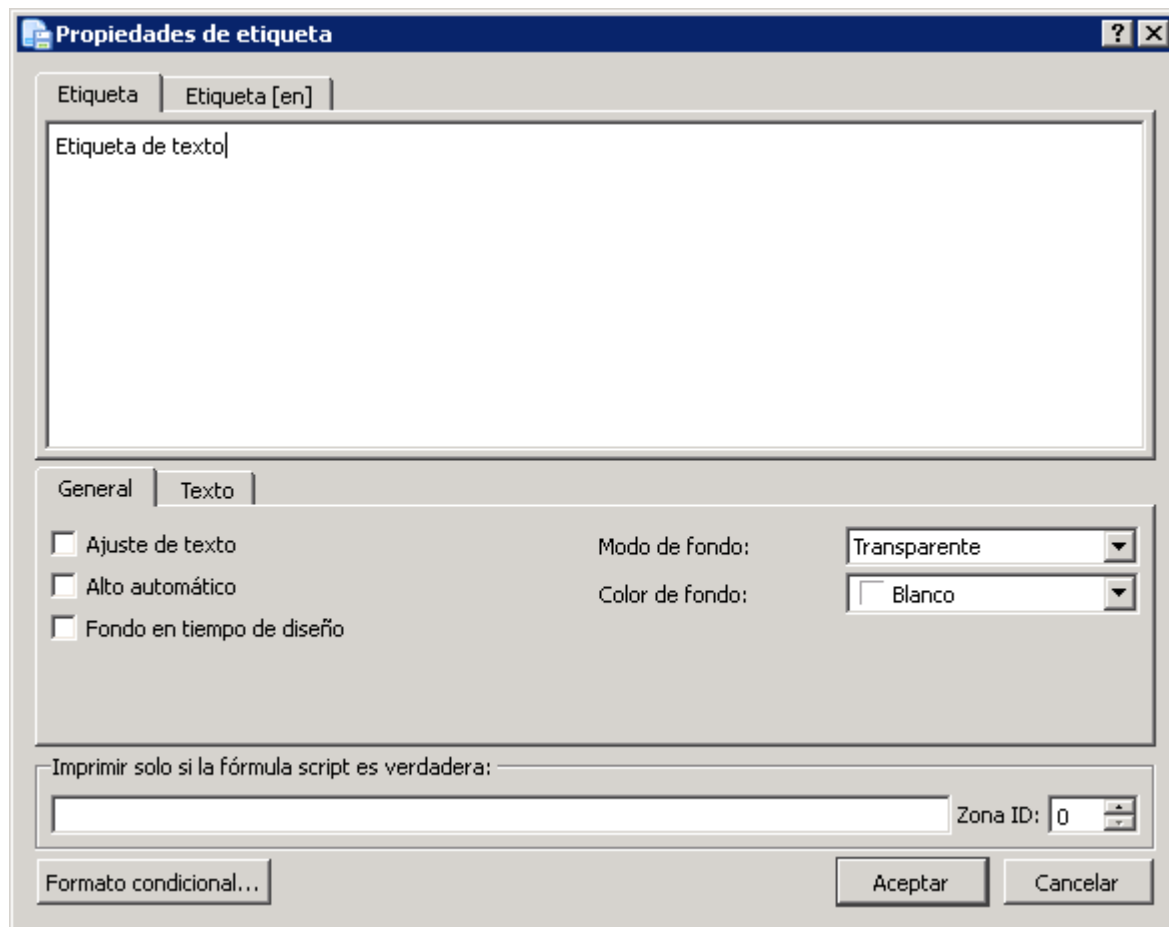 Propiedades de etiqueta
Etiqueta Etiqueta [en]
Etiqueta de texto
General Texto
Ajuste de texto Modo de fondo: Transparente
Alto automático Color de fondo: Blanco
Fondo en tiempo de diseño
Imprimir solo si la fórmula script es verdadera:
Zona ID: 0
Formato condicional... Aceptar Cancelar